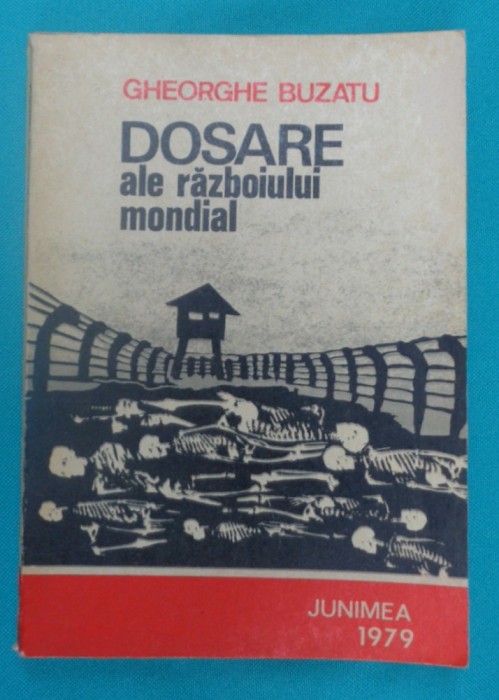 GHEORGHE BUZATU
DOSARE
ale războiului
mondial
JUNIMEA
1979